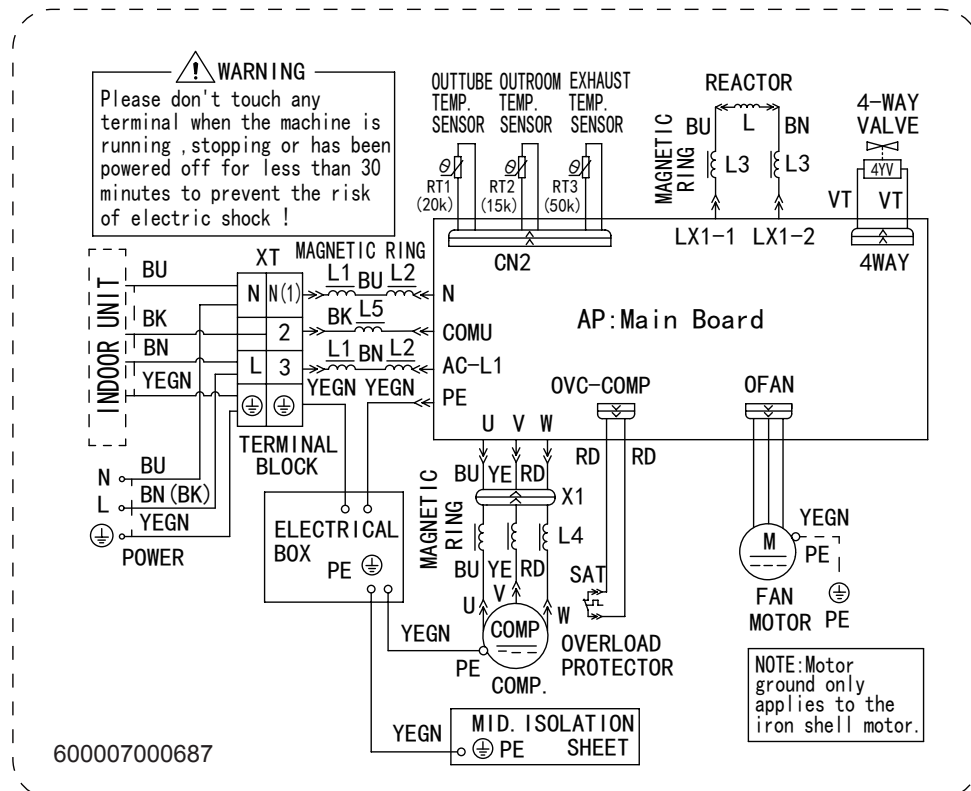 WARNING
Please don't touch any
terminal when the machine is
running ,stopping or has been
powered off for less than 30
minutes to prevent the risk
of electric shock !
OUTTUBE OUTROOM EXHAUST
TEMP. TEMP. TEMP.
SENSOR SENSOR SENSOR
RT1 RT2 RT3
(20k) (15k) (50k)
CN2
REACTOR
BU L BN
MAGNETIC
RING
L3 L3
LX1-1 LX1-2
4-WAY
VALVE
4YV
VT VT
4WAY
INDOOR UNIT
BU
BK
BN
YEGN
XT
N N(1)
2
L 3
TERMINAL
BLOCK
MAGNETIC RING
L1 BU L2
BK L5
L1 BN L2
YEGN YEGN
N
COMU
AC-L1
PE
AP:Main Board
OVC-COMP
OFAN
U V W
N BU
L BN(BK)
YEGN
POWER
ELECTRICAL
BOX
PE
MAGNETIC
RING
BU YE RD
X1
L4
BU YE RD
U V W
COMP
PE
COMP.
YEGN
RD RD
SAT
OVERLOAD
PROTECTOR
M
YEGN
PE
FAN
MOTOR PE
NOTE:Motor
ground only
applies to the
iron shell motor.
YEGN
MID. ISOLATION
PE SHEET
600007000687